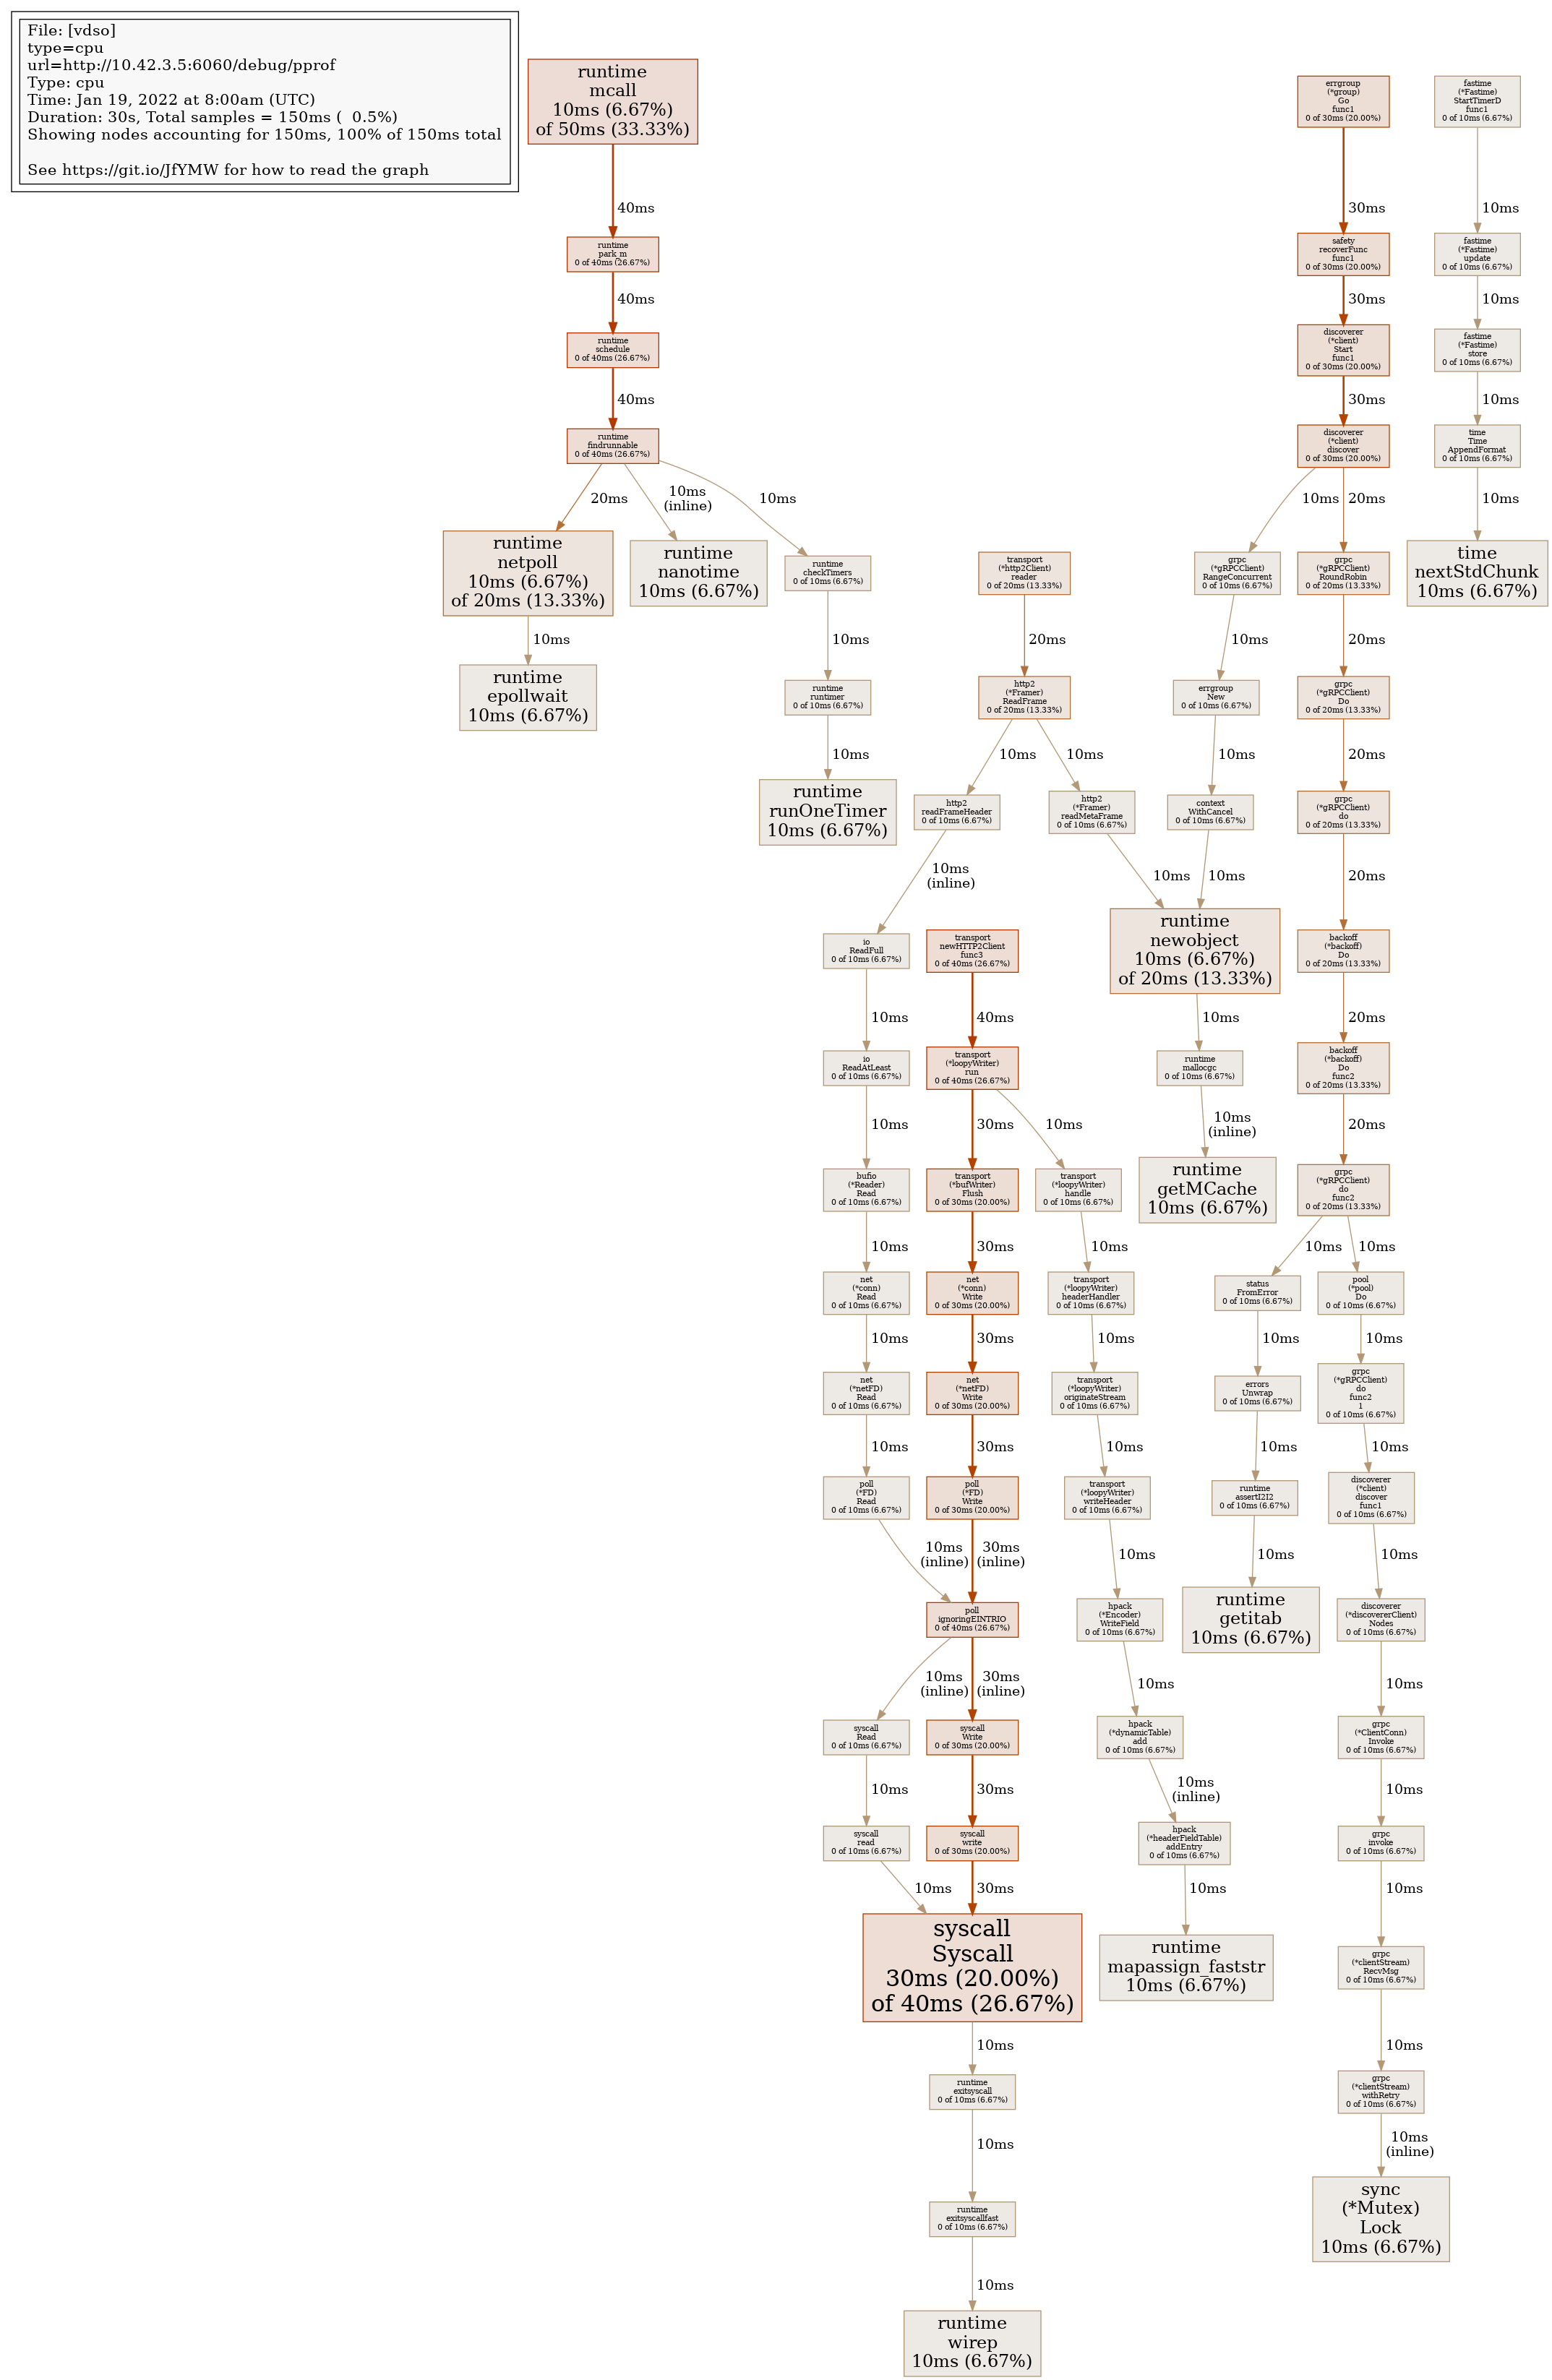 File: [vdso]
type=cpu
url=http://10.42.3.5:6060/debug/pprof
Type: cpu
Time: Jan 19, 2022 at 8:00am (UTC)
Duration: 30s, Total samples = 150ms ( 0.5%)
Showing nodes accounting for 150ms, 100% of 150ms total
See https://git.io/JfYMW for how to read the graph
runtime
mcall
10ms (6.67%)
of 50ms (33.33%)
40ms
runtime
park_m
0 of 40ms (26.67%)
40ms
runtime
schedule
0 of 40ms (26.67%)
40ms
runtime
findrunnable
0 of 40ms (26.67%)
20ms
10ms
(inline)
10ms
runtime
netpoll
10ms (6.67%)
of 20ms (13.33%)
10ms
runtime
epollwait
10ms (6.67%)
runtime
nanotime
10ms (6.67%)
runtime
checkTimers
0 of 10ms (6.67%)
10ms
runtime
runtimer
0 of 10ms (6.67%)
10ms
runtime
runOneTimer
10ms (6.67%)
transport
(*http2Client)
reader
0 of 20ms (13.33%)
20ms
http2
(*Framer)
ReadFrame
0 of 20ms (13.33%)
10ms
10ms
http2
readFrameHeader
0 of 10ms (6.67%)
10ms
(inline)
http2
(*Framer)
readMetaFrame
0 of 10ms (6.67%)
10ms
io
ReadFull
0 of 10ms (6.67%)
10ms
io
ReadAtLeast
0 of 10ms (6.67%)
10ms
bufio
(*Reader)
Read
0 of 10ms (6.67%)
10ms
net
(*conn)
Read
0 of 10ms (6.67%)
10ms
net
(*netFD)
Read
0 of 10ms (6.67%)
10ms
poll
(*FD)
Read
0 of 10ms (6.67%)
10ms
(inline)
transport
newHTTP2Client
func3
0 of 40ms (26.67%)
40ms
transport
(*loopyWriter)
run
0 of 40ms (26.67%)
30ms
10ms
transport
(*bufWriter)
Flush
0 of 30ms (20.00%)
30ms
net
(*conn)
Write
0 of 30ms (20.00%)
30ms
net
(*netFD)
Write
0 of 30ms (20.00%)
30ms
poll
(*FD)
Write
0 of 30ms (20.00%)
30ms
(inline)
poll
ignoringEINTRIO
0 of 40ms (26.67%)
10ms
(inline)
30ms
(inline)
syscall
Read
0 of 10ms (6.67%)
10ms
syscall
read
0 of 10ms (6.67%)
10ms
syscall
Write
0 of 30ms (20.00%)
30ms
syscall
write
0 of 30ms (20.00%)
30ms
syscall
Syscall
30ms (20.00%)
of 40ms (26.67%)
10ms
runtime
exitsyscall
0 of 10ms (6.67%)
10ms
runtime
exitsyscallfast
0 of 10ms (6.67%)
10ms
runtime
wirep
10ms (6.67%)
transport
(*loopyWriter)
handle
0 of 10ms (6.67%)
10ms
transport
(*loopyWriter)
headerHandler
0 of 10ms (6.67%)
10ms
transport
(*loopyWriter)
originateStream
0 of 10ms (6.67%)
10ms
transport
(*loopyWriter)
writeHeader
0 of 10ms (6.67%)
10ms
hpack
(*Encoder)
WriteField
0 of 10ms (6.67%)
10ms
hpack
(*dynamicTable)
add
0 of 10ms (6.67%)
10ms
(inline)
hpack
(*headerFieldTable)
addEntry
0 of 10ms (6.67%)
10ms
runtime
mapassign_faststr
10ms (6.67%)
errgroup
(*group)
Go
func1
0 of 30ms (20.00%)
30ms
safety
recoverFunc
func1
0 of 30ms (20.00%)
30ms
discoverer
(*client)
Start
func1
0 of 30ms (20.00%)
30ms
discoverer
(*client)
discover
0 of 30ms (20.00%)
10ms
20ms
grpc
(*gRPCClient)
RangeConcurrent
0 of 10ms (6.67%)
10ms
errgroup
New
0 of 10ms (6.67%)
10ms
context
WithCancel
0 of 10ms (6.67%)
10ms
runtime
newobject
10ms (6.67%)
of 20ms (13.33%)
10ms
runtime
mallocgc
0 of 10ms (6.67%)
10ms
(inline)
runtime
getMCache
10ms (6.67%)
grpc
(*gRPCClient)
RoundRobin
0 of 20ms (13.33%)
20ms
grpc
(*gRPCClient)
Do
0 of 20ms (13.33%)
20ms
grpc
(*gRPCClient)
do
0 of 20ms (13.33%)
20ms
backoff
(*backoff)
Do
0 of 20ms (13.33%)
20ms
backoff
(*backoff)
Do
func2
0 of 20ms (13.33%)
20ms
grpc
(*gRPCClient)
do
func2
0 of 20ms (13.33%)
10ms
10ms
status
FromError
0 of 10ms (6.67%)
10ms
errors
Unwrap
0 of 10ms (6.67%)
10ms
runtime
assertI2I2
0 of 10ms (6.67%)
10ms
runtime
getitab
10ms (6.67%)
pool
(*pool)
Do
0 of 10ms (6.67%)
10ms
grpc
(*gRPCClient)
do
func2
1
0 of 10ms (6.67%)
10ms
discoverer
(*client)
discover
func1
0 of 10ms (6.67%)
10ms
discoverer
(*discovererClient)
Nodes
0 of 10ms (6.67%)
10ms
grpc
(*ClientConn)
Invoke
0 of 10ms (6.67%)
10ms
grpc
invoke
0 of 10ms (6.67%)
10ms
grpc
(*clientStream)
RecvMsg
0 of 10ms (6.67%)
10ms
grpc
(*clientStream)
withRetry
0 of 10ms (6.67%)
10ms
(inline)
sync
(*Mutex)
Lock
10ms (6.67%)
fastime
(*Fastime)
StartTimerD
func1
0 of 10ms (6.67%)
10ms
fastime
(*Fastime)
update
0 of 10ms (6.67%)
10ms
fastime
(*Fastime)
store
0 of 10ms (6.67%)
10ms
time
Time
AppendFormat
0 of 10ms (6.67%)
10ms
time
nextStdChunk
10ms (6.67%)